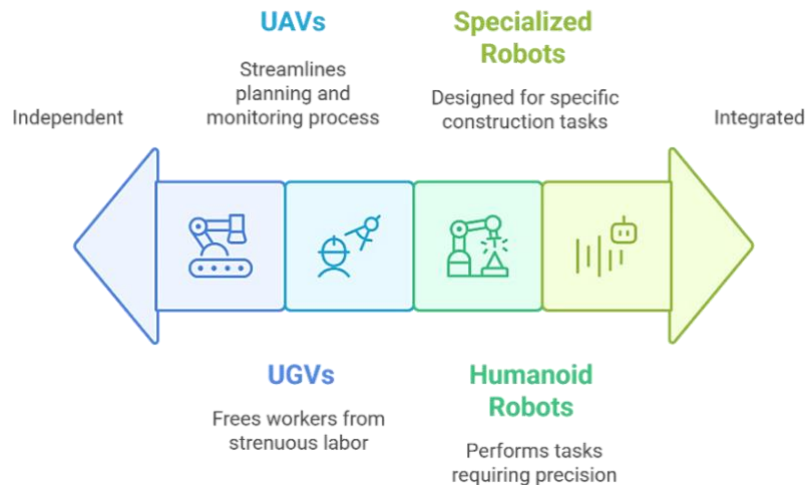 UAVs
Streamlines
planning and
monitoring process
Specialized
Robots
Designed for specific
construction tasks
Independent
Integrated
UGVs
Frees workers from
strenuous labor
Humanoid
Robots
Performs tasks
requiring precision